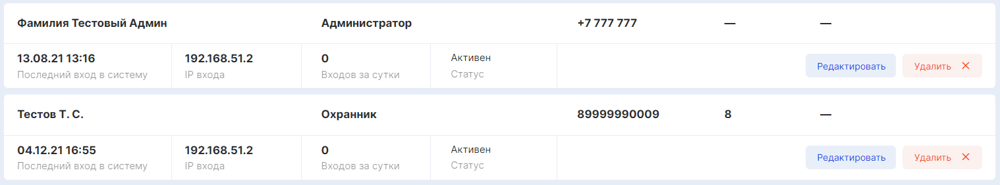 Фамилия Тестовый Админ Администратор +7 777 777 — —
13.08.21 13:16 192.168.51.2 0 Активен
Последний вход в систему IP входа Входов за сутки Статус Редактировать Удалить ×
Тестов Т. С. Охранник 89999990009 8 —
04.12.21 16:55 192.168.51.2 0 Активен
Последний вход в систему IP входа Входов за сутки Статус Редактировать Удалить ×